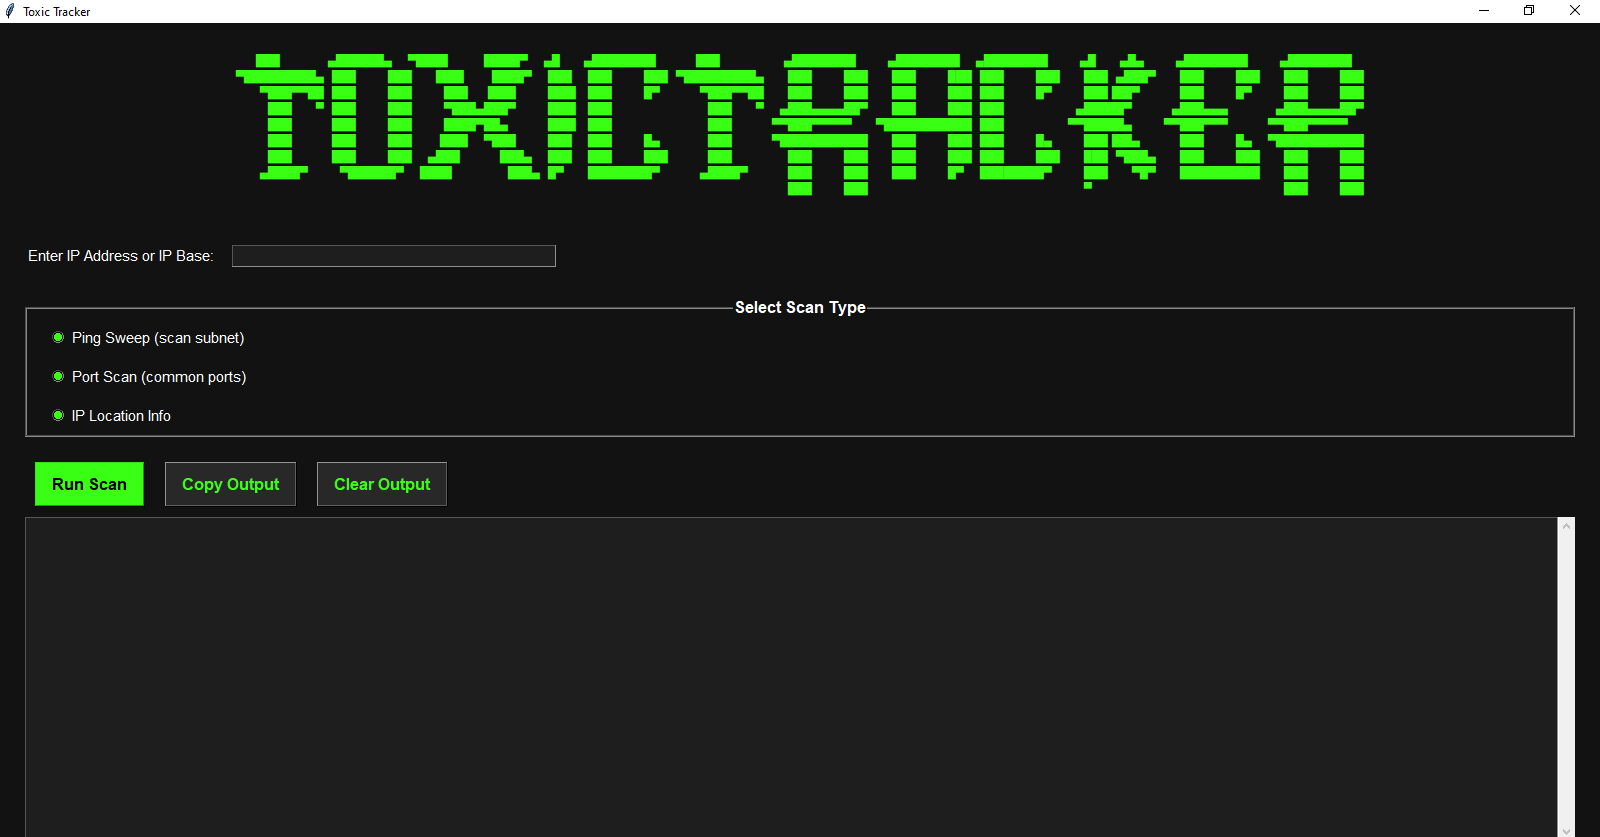 Toxic Tracker
TOXICTRACKER
Enter IP Address or IP Base:
Select Scan Type
Ping Sweep (scan subnet)
Port Scan (common ports)
IP Location Info
Run Scan Copy Output Clear Output